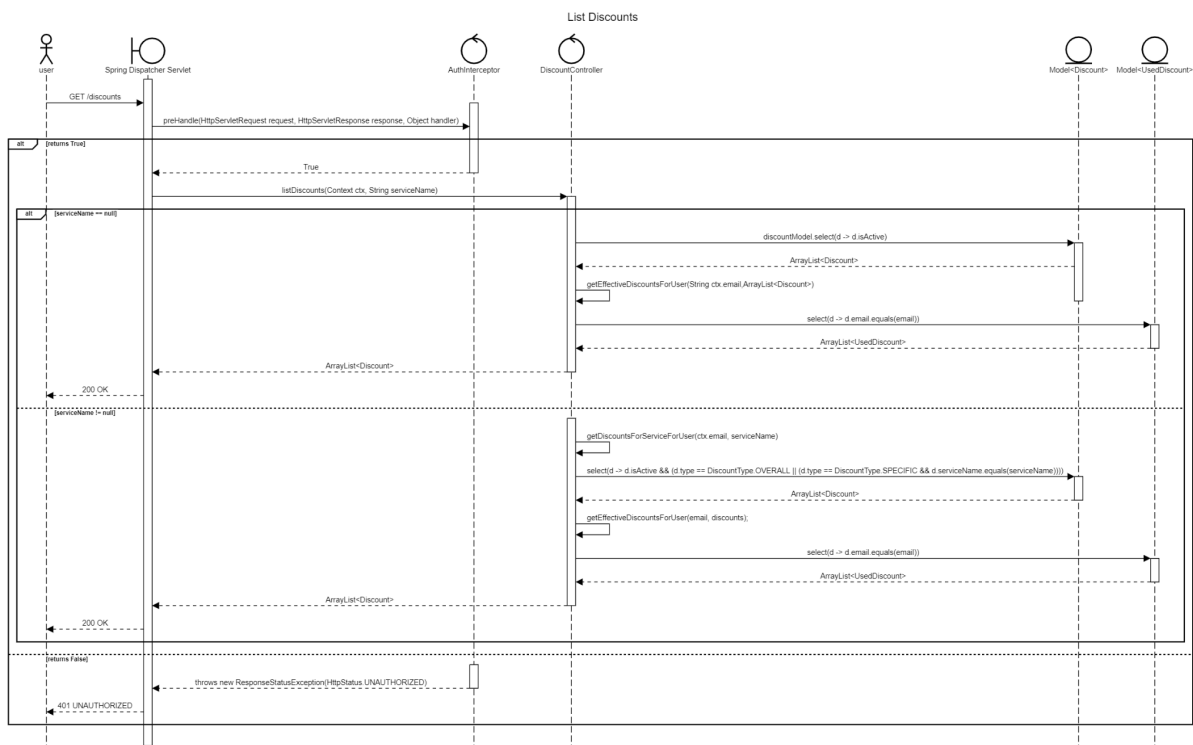 List Discounts
user
Spring Dispatcher Servlet
AuthInterceptor
DiscountController
Model<Discount>
Model<UsedDiscount>
GET /discounts
preHandle(HttpServletRequest request, HttpServletResponse response, Object handler)
alt
[returns True]
True
listDiscounts(Context ctx, String serviceName)
alt
[serviceName == null]
discountModel.select(d -> d.isActive)
ArrayList<Discount>
getEffectiveDiscountsForUser(String ctx.email,ArrayList<Discount>)
select(d -> d.email.equals(email))
ArrayList<UsedDiscount>
ArrayList<Discount>
200 OK
[serviceName != null]
getDiscountsForServiceForUser(ctx.email, serviceName)
select(d -> d.isActive && (d.type == DiscountType.OVERALL || (d.type == DiscountType.SPECIFIC && d.serviceName.equals(serviceName))))
ArrayList<Discount>
getEffectiveDiscountsForUser(email, discounts);
select(d -> d.email.equals(email))
ArrayList<UsedDiscount>
ArrayList<Discount>
200 OK
[returns False]
throws new ResponseStatusException(HttpStatus.UNAUTHORIZED)
401 UNAUTHORIZED